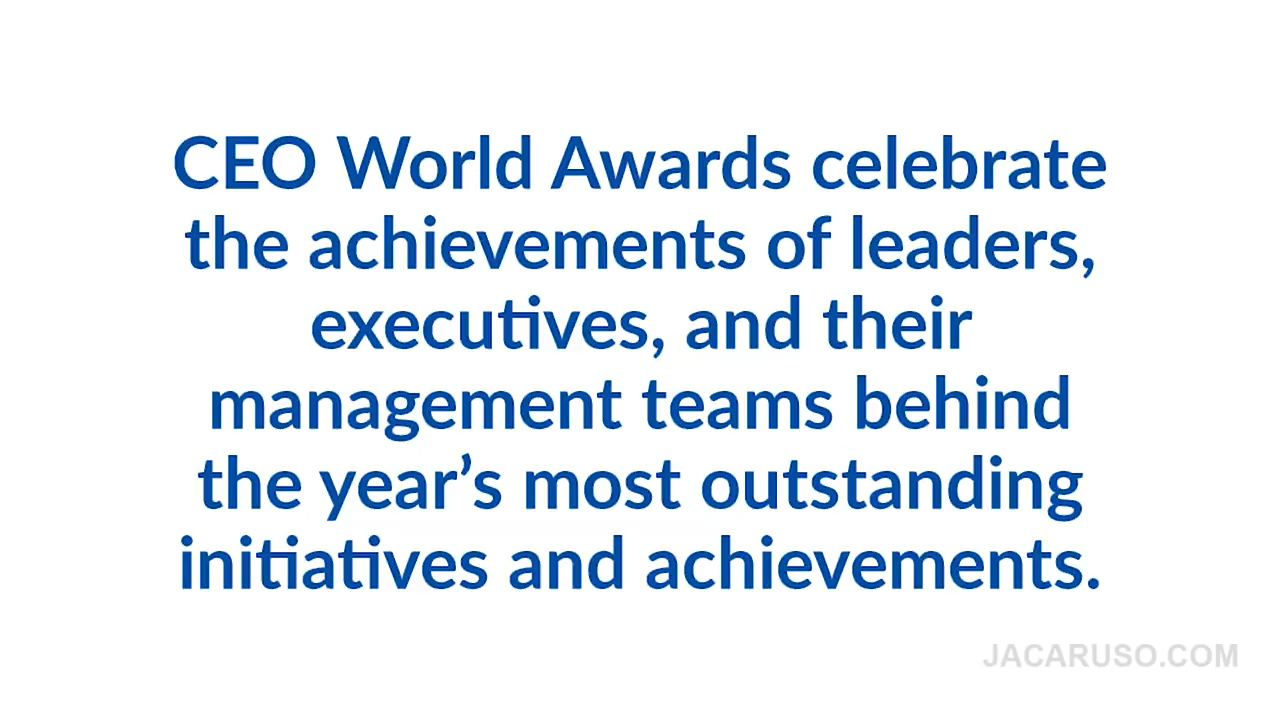 CEO World Awards celebrate
the achievements of leaders,
executives, and their
management teams behind
the year’s most outstanding
initiatives and achievements.
JACARUSO.COM